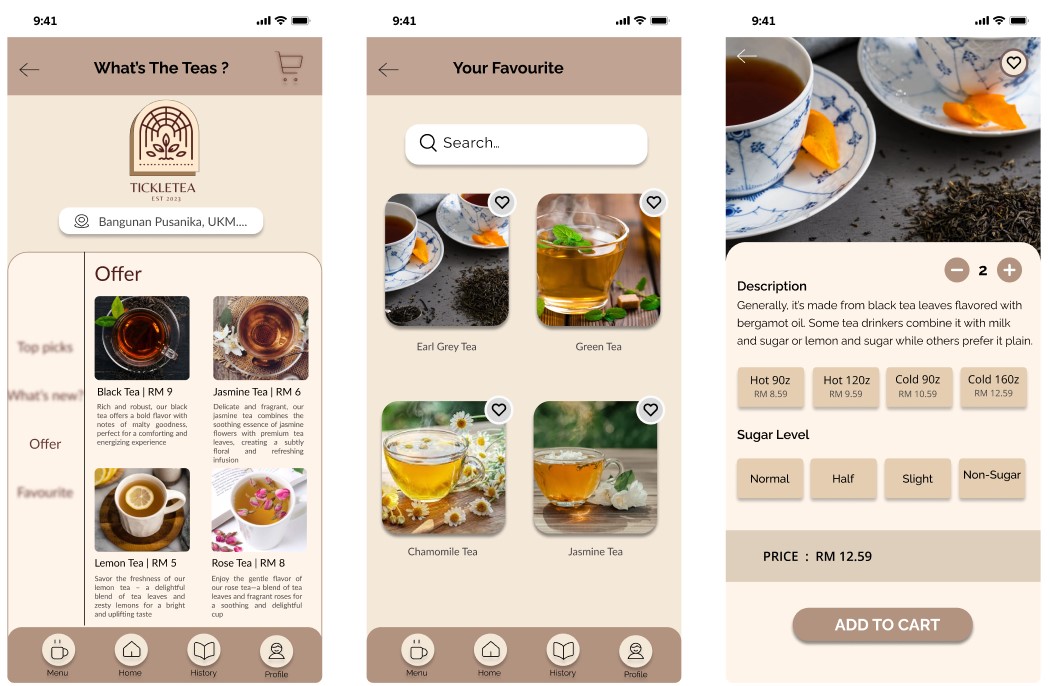 9:41
What's The Teas ?
TICKLETEA
EST 2023
Bangunan Pusanika, UKM....
Top picks
What's new?
Offer
Favourite
Offer
Black Tea | RM 9
Rich and robust, our black
tea offers a bold flavor with
notes of malty goodness,
perfect for a comforting and
energizing experience
Jasmine Tea | RM 6
Delicate and fragrant, our
jasmine tea combines the
soothing essence of jasmine
flowers with premium tea
leaves, creating a subtly
floral and refreshing
infusion
Lemon Tea | RM 5
Savor the freshness of our
lemon tea – a delightful
blend of tea leaves and
zesty lemons for a bright
and uplifting taste
Rose Tea | RM 8
Enjoy the gentle flavor of
our rose tea—a blend of tea
leaves and fragrant roses for
a soothing and delightful
cup
Menu
Home
History
Profile
9:41
Your Favourite
Search...
Earl Grey Tea
Green Tea
Chamomile Tea
Jasmine Tea
Menu
Home
History
Profile
9:41
2
Description
Generally, it's made from black tea leaves flavored with
bergamot oil. Some tea drinkers combine it with milk
and sugar or lemon and sugar while others prefer it plain.
Hot 90z
RM 8.59
Hot 120z
RM 9.59
Cold 90z
RM 10.59
Cold 160z
RM 12.59
Sugar Level
Normal
Half
Slight
Non-Sugar
PRICE : RM 12.59
ADD TO CART